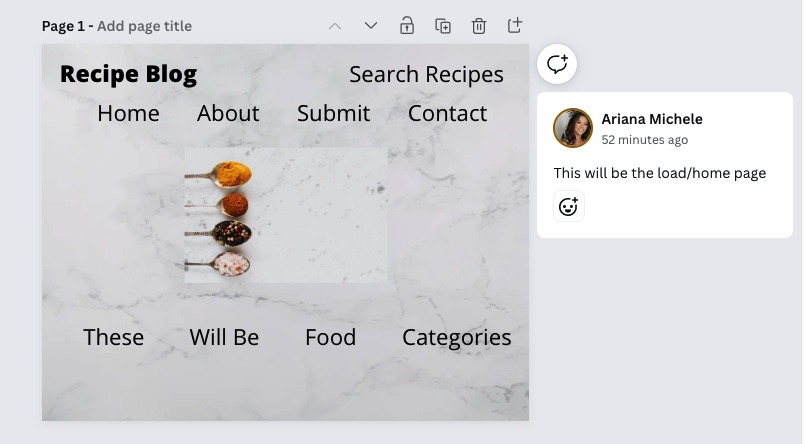 Page 1 - Add page title
Recipe Blog Search Recipes
Home About Submit Contact
These Will Be Food Categories
Ariana Michele
52 minutes ago
This will be the load/home page